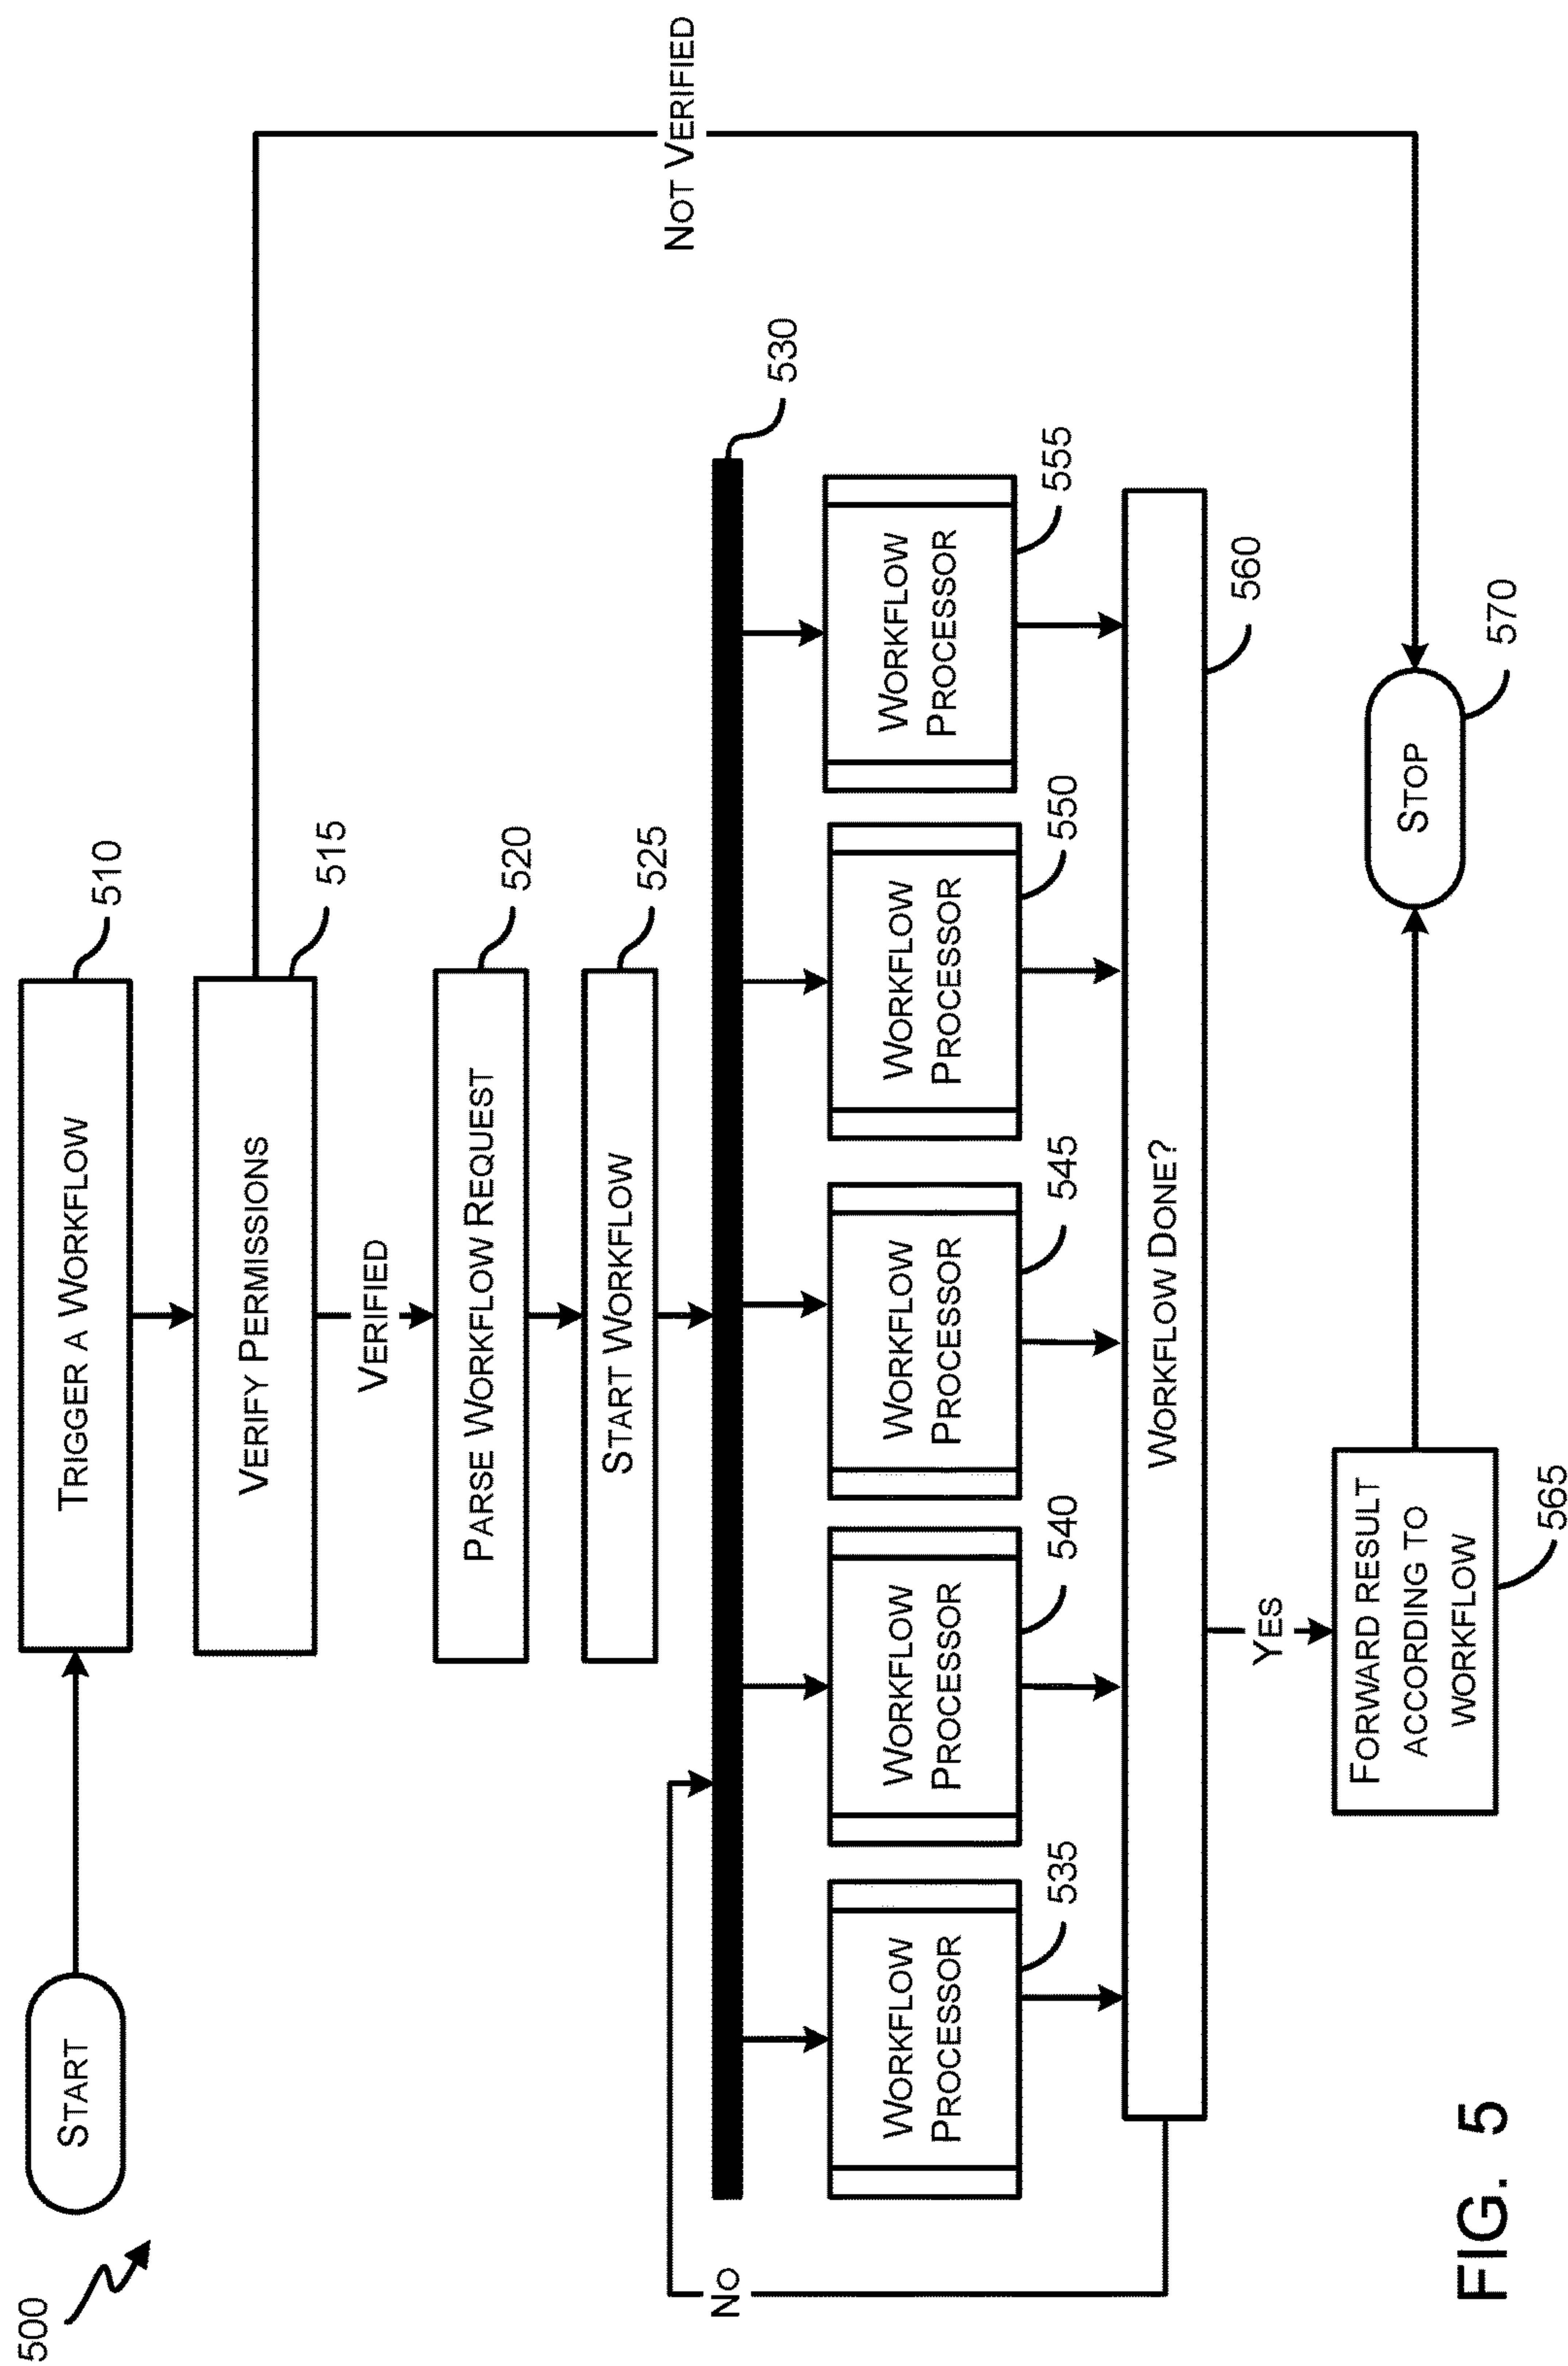 500
START
TRIGGER A WORKFLOW
510
VERIFY PERMISSIONS
515
VERIFIED
NOT VERIFIED
PARSE WORKFLOW REQUEST
520
START WORKFLOW
525
530
NO
WORKFLOW
PROCESSOR
535
WORKFLOW
PROCESSOR
540
WORKFLOW
PROCESSOR
545
WORKFLOW
PROCESSOR
550
WORKFLOW
PROCESSOR
555
WORKFLOW DONE?
560
YES
FORWARD RESULT
ACCORDING TO
WORKFLOW
565
STOP
570
FIG. 5